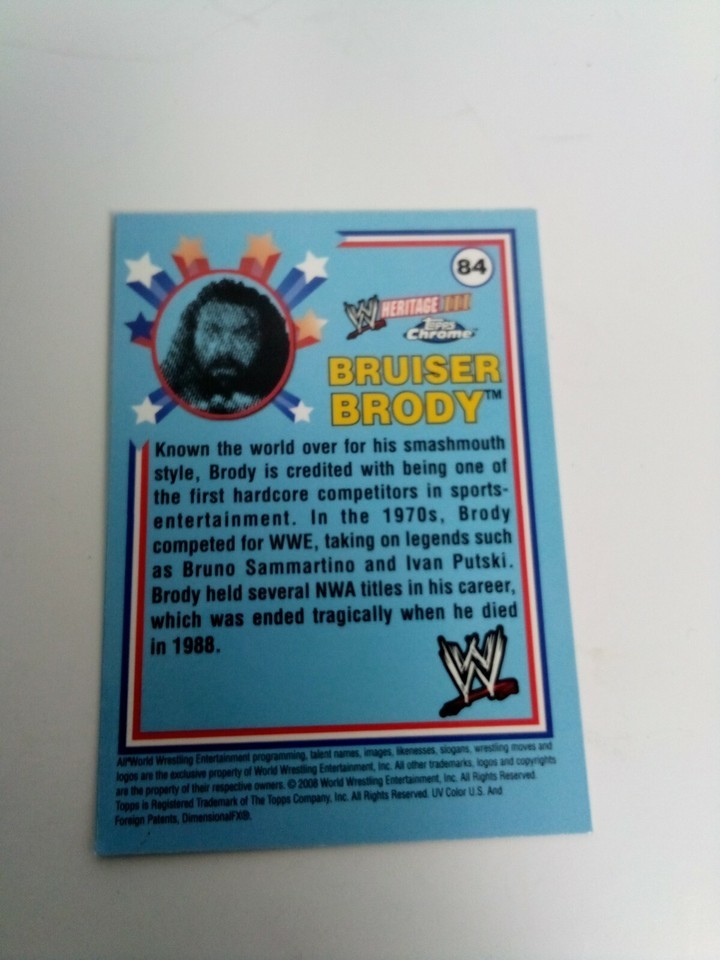 84
W HERITAGE III
Topps
Chrome
BRUISER
BRODY™
Known the world over for his smashmouth
style, Brody is credited with being one of
the first hardcore competitors in sports-
entertainment. In the 1970s, Brody
competed for WWE, taking on legends such
as Bruno Sammartino and Ivan Putski.
Brody held several NWA titles in his career,
which was ended tragically when he died
in 1988.
W
All World Wrestling Entertainment programming, talent names, images, likenesses, slogans, wrestling moves and
logos are the exclusive property of World Wrestling Entertainment, Inc. All other trademarks, logos and copyrights
are the property of their respective owners. © 2008 World Wrestling Entertainment, Inc. All Rights Reserved.
Topps is Registered Trademark of The Topps Company, Inc. All Rights Reserved. UV Color U.S. And
Foreign Patents, DimensionalFX®.